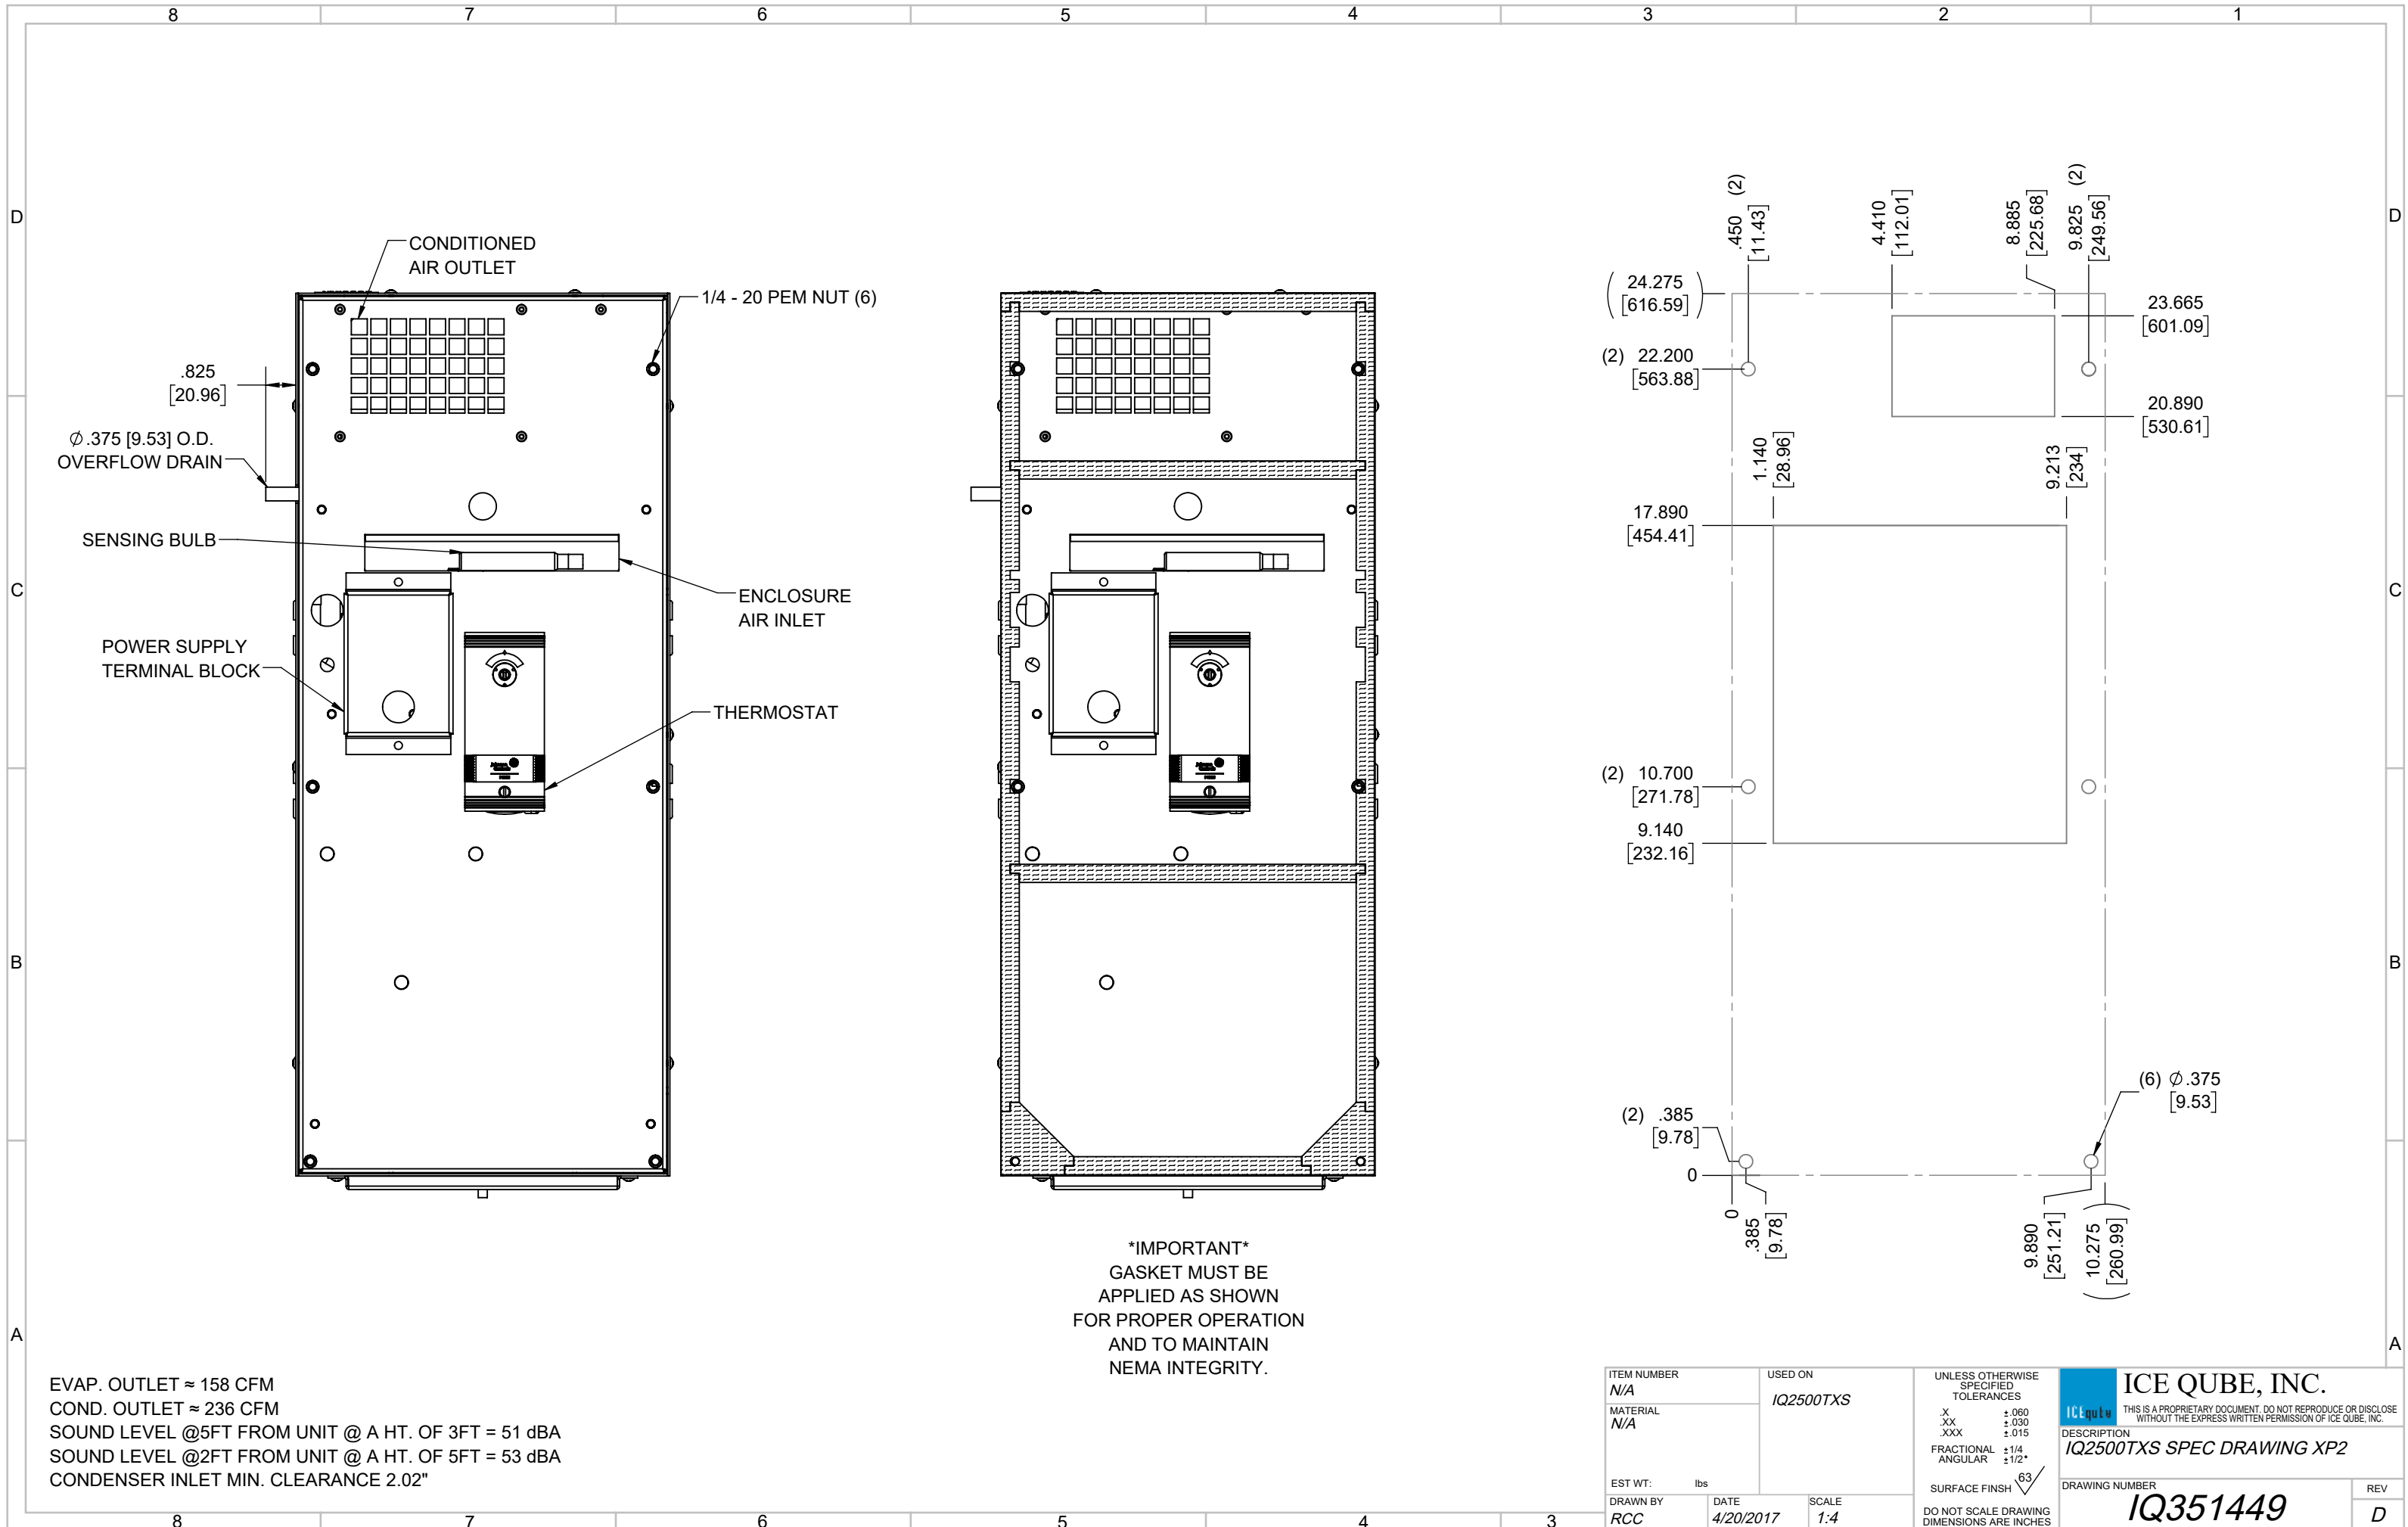 8 7 6 5 4 3 2 1
D
D
C
C
B
B
A
A
CONDITIONED
AIR OUTLET
1/4 - 20 PEM NUT (6)
.825
[20.96]
⌀.375 [9.53] O.D.
OVERFLOW DRAIN
SENSING BULB
ENCLOSURE
AIR INLET
POWER SUPPLY
TERMINAL BLOCK
THERMOSTAT
*IMPORTANT*
GASKET MUST BE
APPLIED AS SHOWN
FOR PROPER OPERATION
AND TO MAINTAIN
NEMA INTEGRITY.
(2) .450
[11.43]
4.410
[112.01]
8.885
[225.68]
(2) 9.825
[249.56]
(24.275
[616.59])
23.665
[601.09]
(2) 22.200
[563.88]
20.890
[530.61]
1.140
[28.96]
9.213
[234]
17.890
[454.41]
(2) 10.700
[271.78]
9.140
[232.16]
(6) ⌀.375
[9.53]
(2) .385
[9.78]
0
0
.385
[9.78]
9.890
[251.21]
(10.275
[260.99])
EVAP. OUTLET ≈ 158 CFM
COND. OUTLET ≈ 236 CFM
SOUND LEVEL @5FT FROM UNIT @ A HT. OF 3FT = 51 dBA
SOUND LEVEL @2FT FROM UNIT @ A HT. OF 5FT = 53 dBA
CONDENSER INLET MIN. CLEARANCE 2.02"
ITEM NUMBER
N/A
MATERIAL
N/A
EST WT: lbs
USED ON
IQ2500TXS
DRAWN BY
RCC
DATE
4/20/2017
SCALE
1:4
UNLESS OTHERWISE
SPECIFIED
TOLERANCES
.X ±.060
.XX ±.030
.XXX ±.015
FRACTIONAL ±1/4
ANGULAR ±1/2°
SURFACE FINSH 63
DO NOT SCALE DRAWING
DIMENSIONS ARE INCHES
ICEqube
ICE QUBE, INC.
THIS IS A PROPRIETARY DOCUMENT. DO NOT REPRODUCE OR DISCLOSE
WITHOUT THE EXPRESS WRITTEN PERMISSION OF ICE QUBE, INC.
DESCRIPTION
IQ2500TXS SPEC DRAWING XP2
DRAWING NUMBER
IQ351449
REV
D
8 7 6 5 4 3